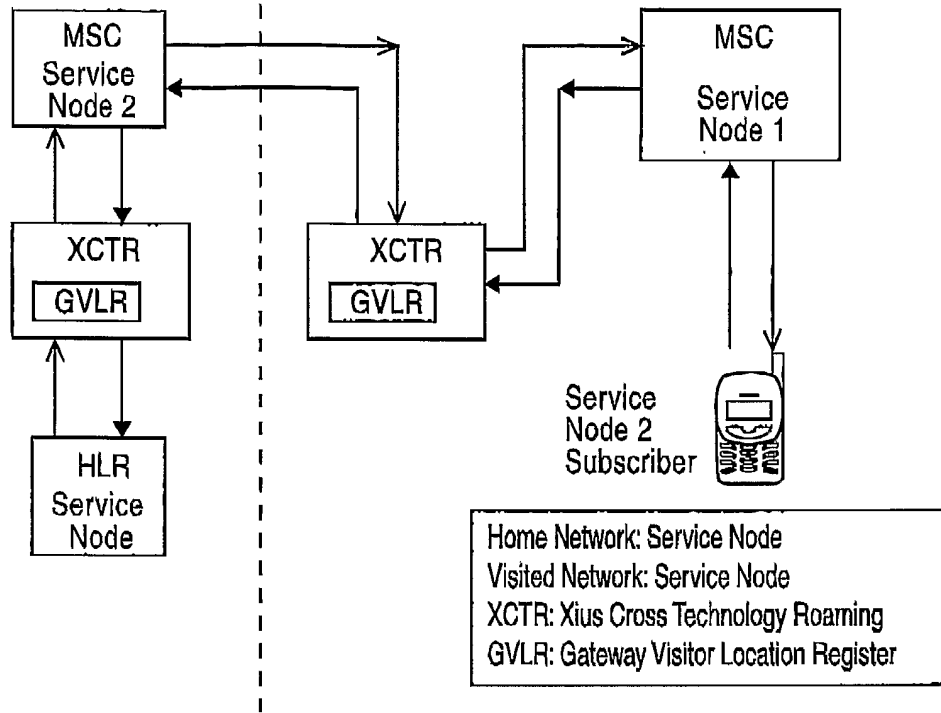 MSC
Service
Node 2
MSC
Service
Node 1
XCTR
GVLR
XCTR
GVLR
Service
Node 2
Subscriber
HLR
Service
Node
Home Network: Service Node
Visited Network: Service Node
XCTR: Xius Cross Technology Roaming
GVLR: Gateway Visitor Location Register